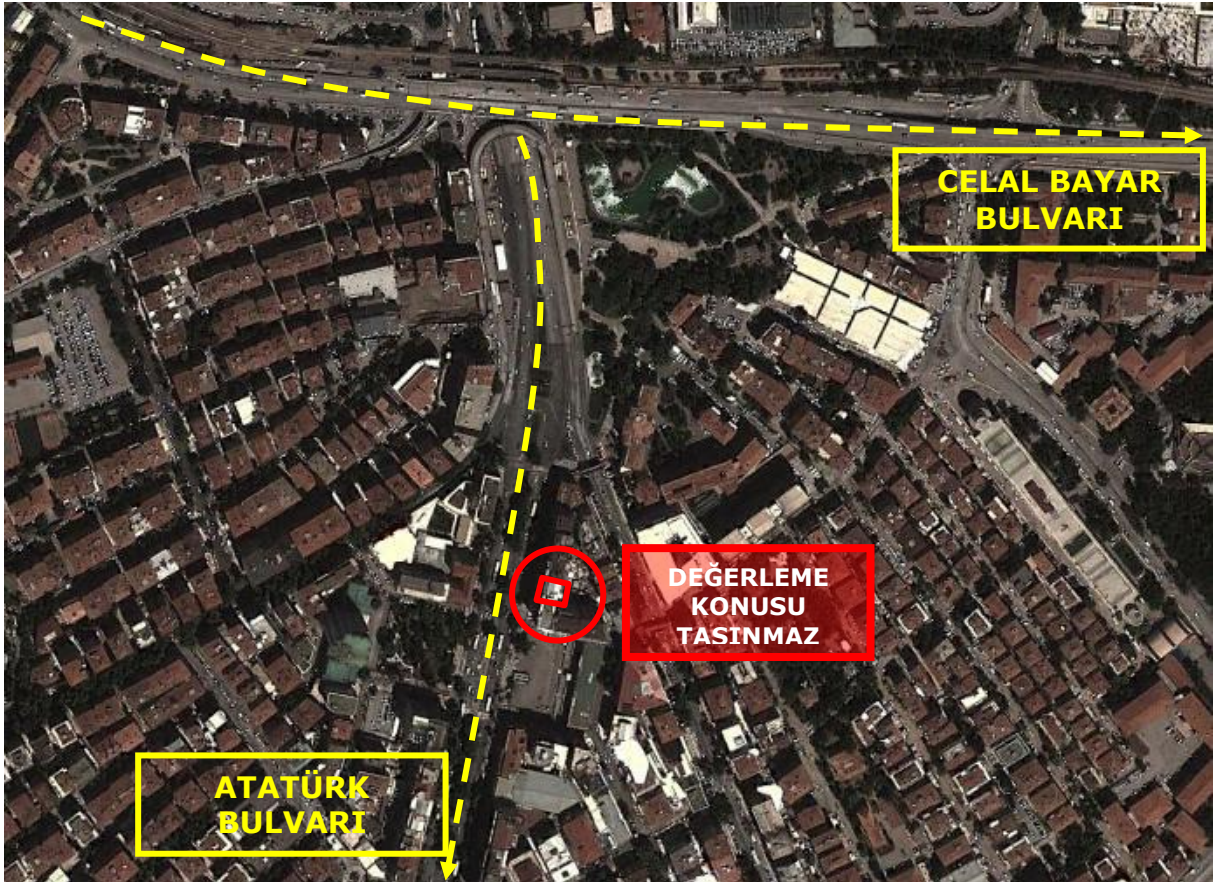 CELAL BAYAR
BULVARI
DEĞERLEME
KONUSU
TASINMAZ
ATATÜRK
BULVARI